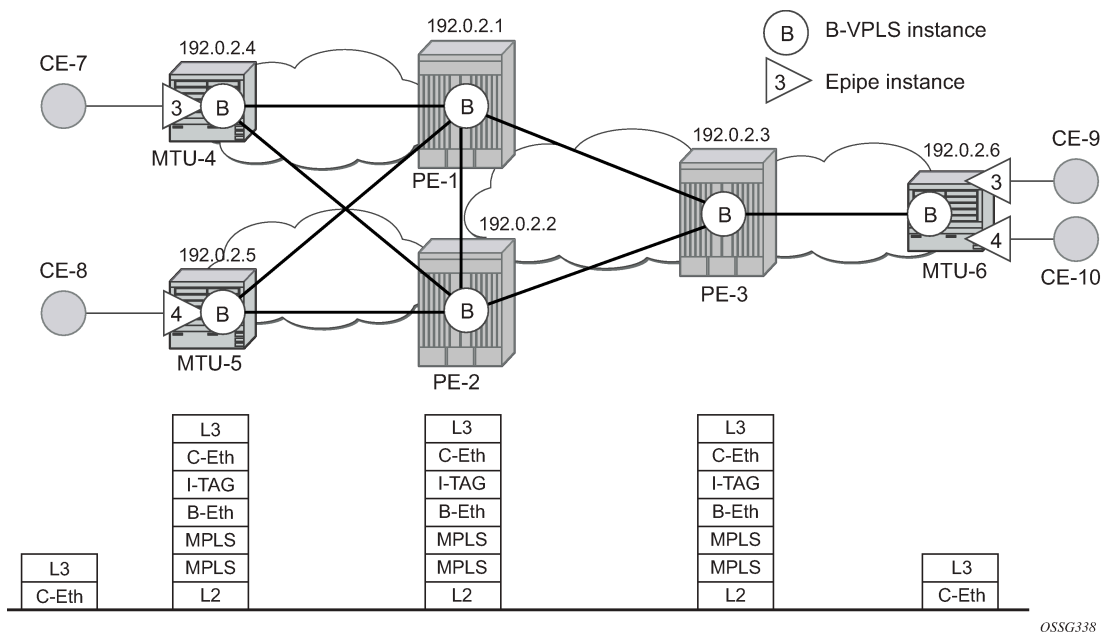 192.0.2.1
B
B-VPLS instance
192.0.2.4
CE-7
3
Epipe instance
3
B
B
MTU-4
192.0.2.3
CE-9
192.0.2.6
PE-1
3
B
B
192.0.2.2
4
192.0.2.5
CE-8
MTU-6
CE-10
PE-3
4
B
B
MTU-5
PE-2
L3
L3
L3
C-Eth
C-Eth
C-Eth
I-TAG
I-TAG
I-TAG
B-Eth
B-Eth
B-Eth
MPLS
MPLS
MPLS
L3
MPLS
MPLS
MPLS
L3
C-Eth
L2
L2
L2
C-Eth
OSSG338